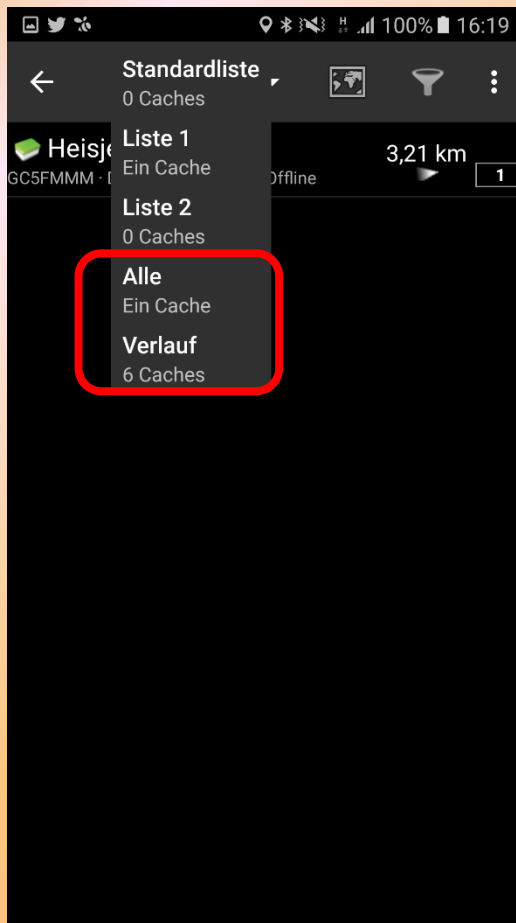 100% 16:19
Standardliste
0 Caches
Liste 1
Ein Cache
Heisje
3,21 km
GC5FMMM ·
Offline
1
Liste 2
0 Caches
Alle
Ein Cache
Verlauf
6 Caches